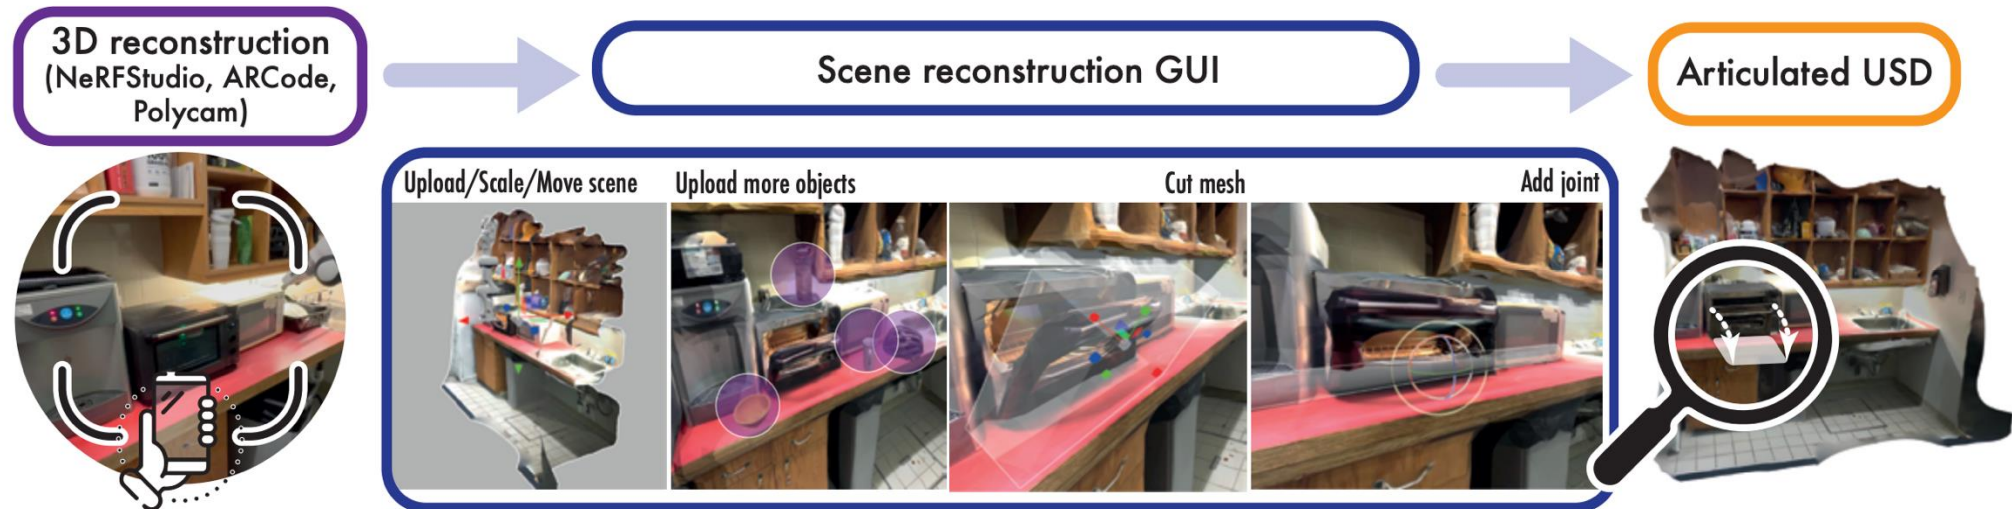 3D reconstruction
(NeRFStudio, ARCode,
Polycam)
Scene reconstruction GUI
Articulated USD
Upload/Scale/Move scene
Upload more objects
Cut mesh
Add joint